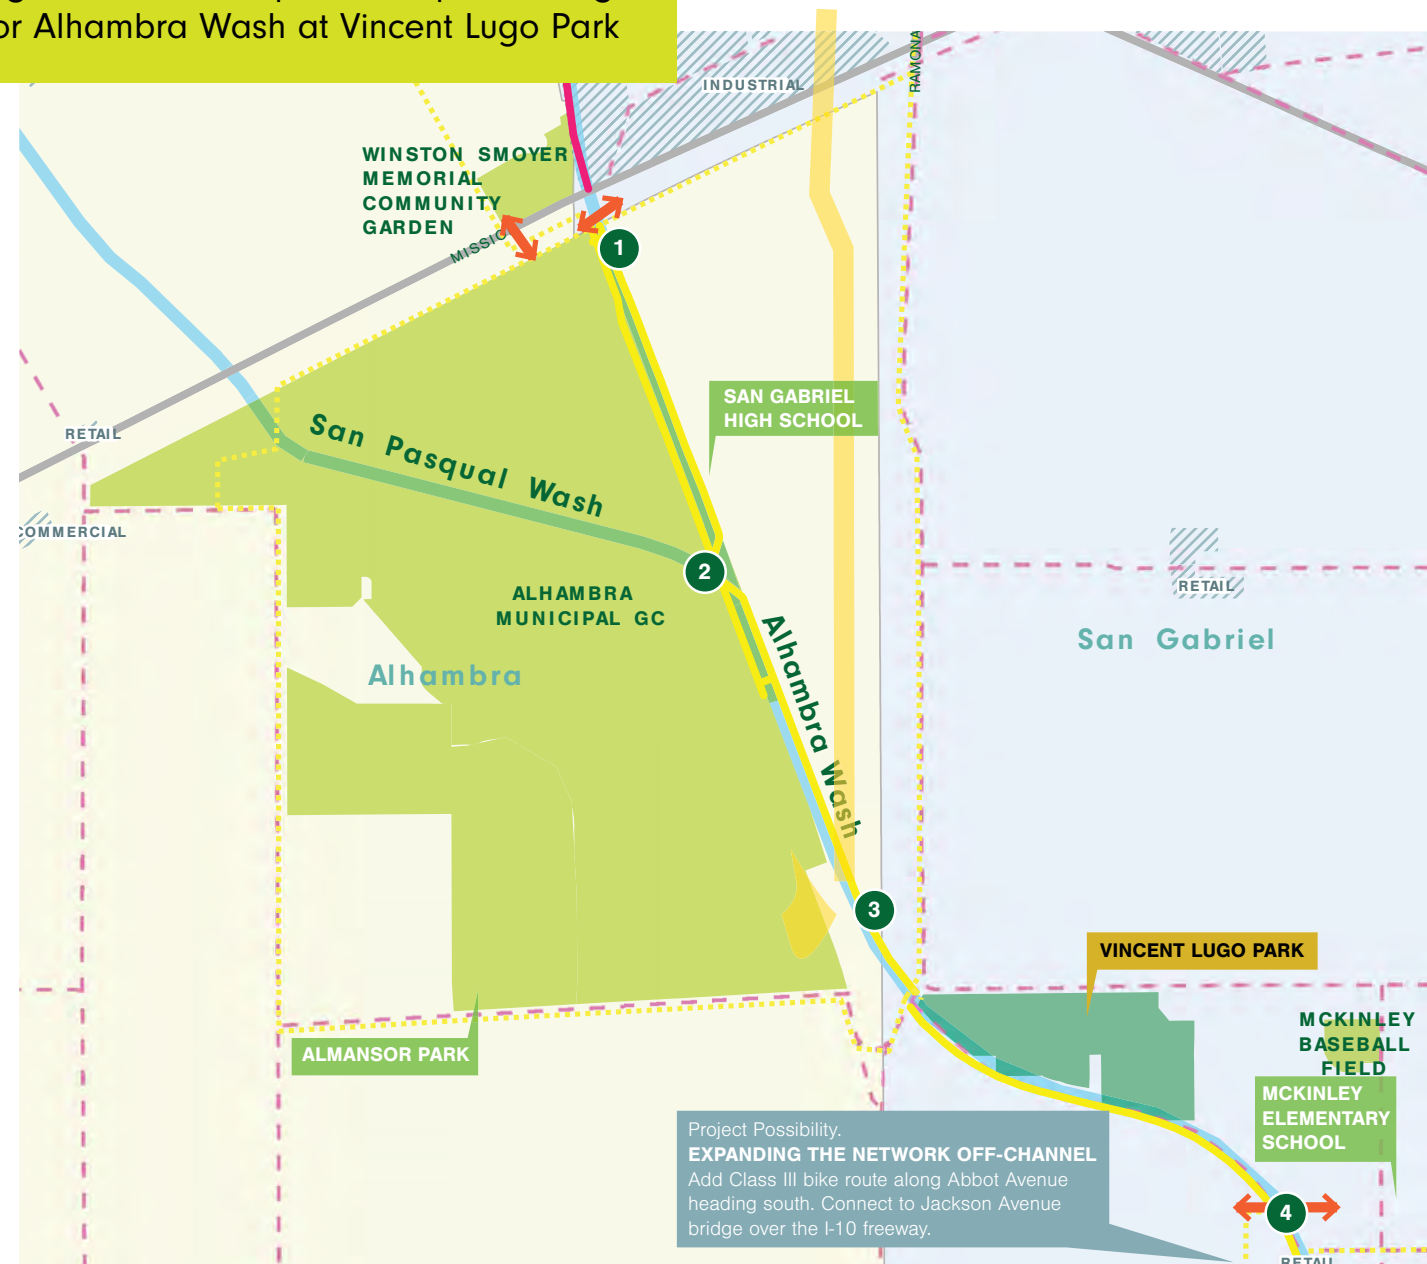 or Alhambra Wash at Vincent Lugo Park
INDUSTRIAL
RAMONA
WINSTON SMOYER
MEMORIAL
COMMUNITY
GARDEN
MISSIO
1
SAN GABRIEL
HIGH SCHOOL
RETAIL
San Pasqual Wash
COMMERCIAL
2
ALHAMBRA
MUNICIPAL GC
RETAIL
Alhambra Wash
San Gabriel
Alhambra
3
VINCENT LUGO PARK
MCKINLEY
BASEBALL
FIELD
ALMANSOR PARK
MCKINLEY
ELEMENTARY
SCHOOL
Project Possibility.
EXPANDING THE NETWORK OFF-CHANNEL
Add Class III bike route along Abbot Avenue
heading south. Connect to Jackson Avenue
bridge over the I-10 freeway.
4
RETAIL